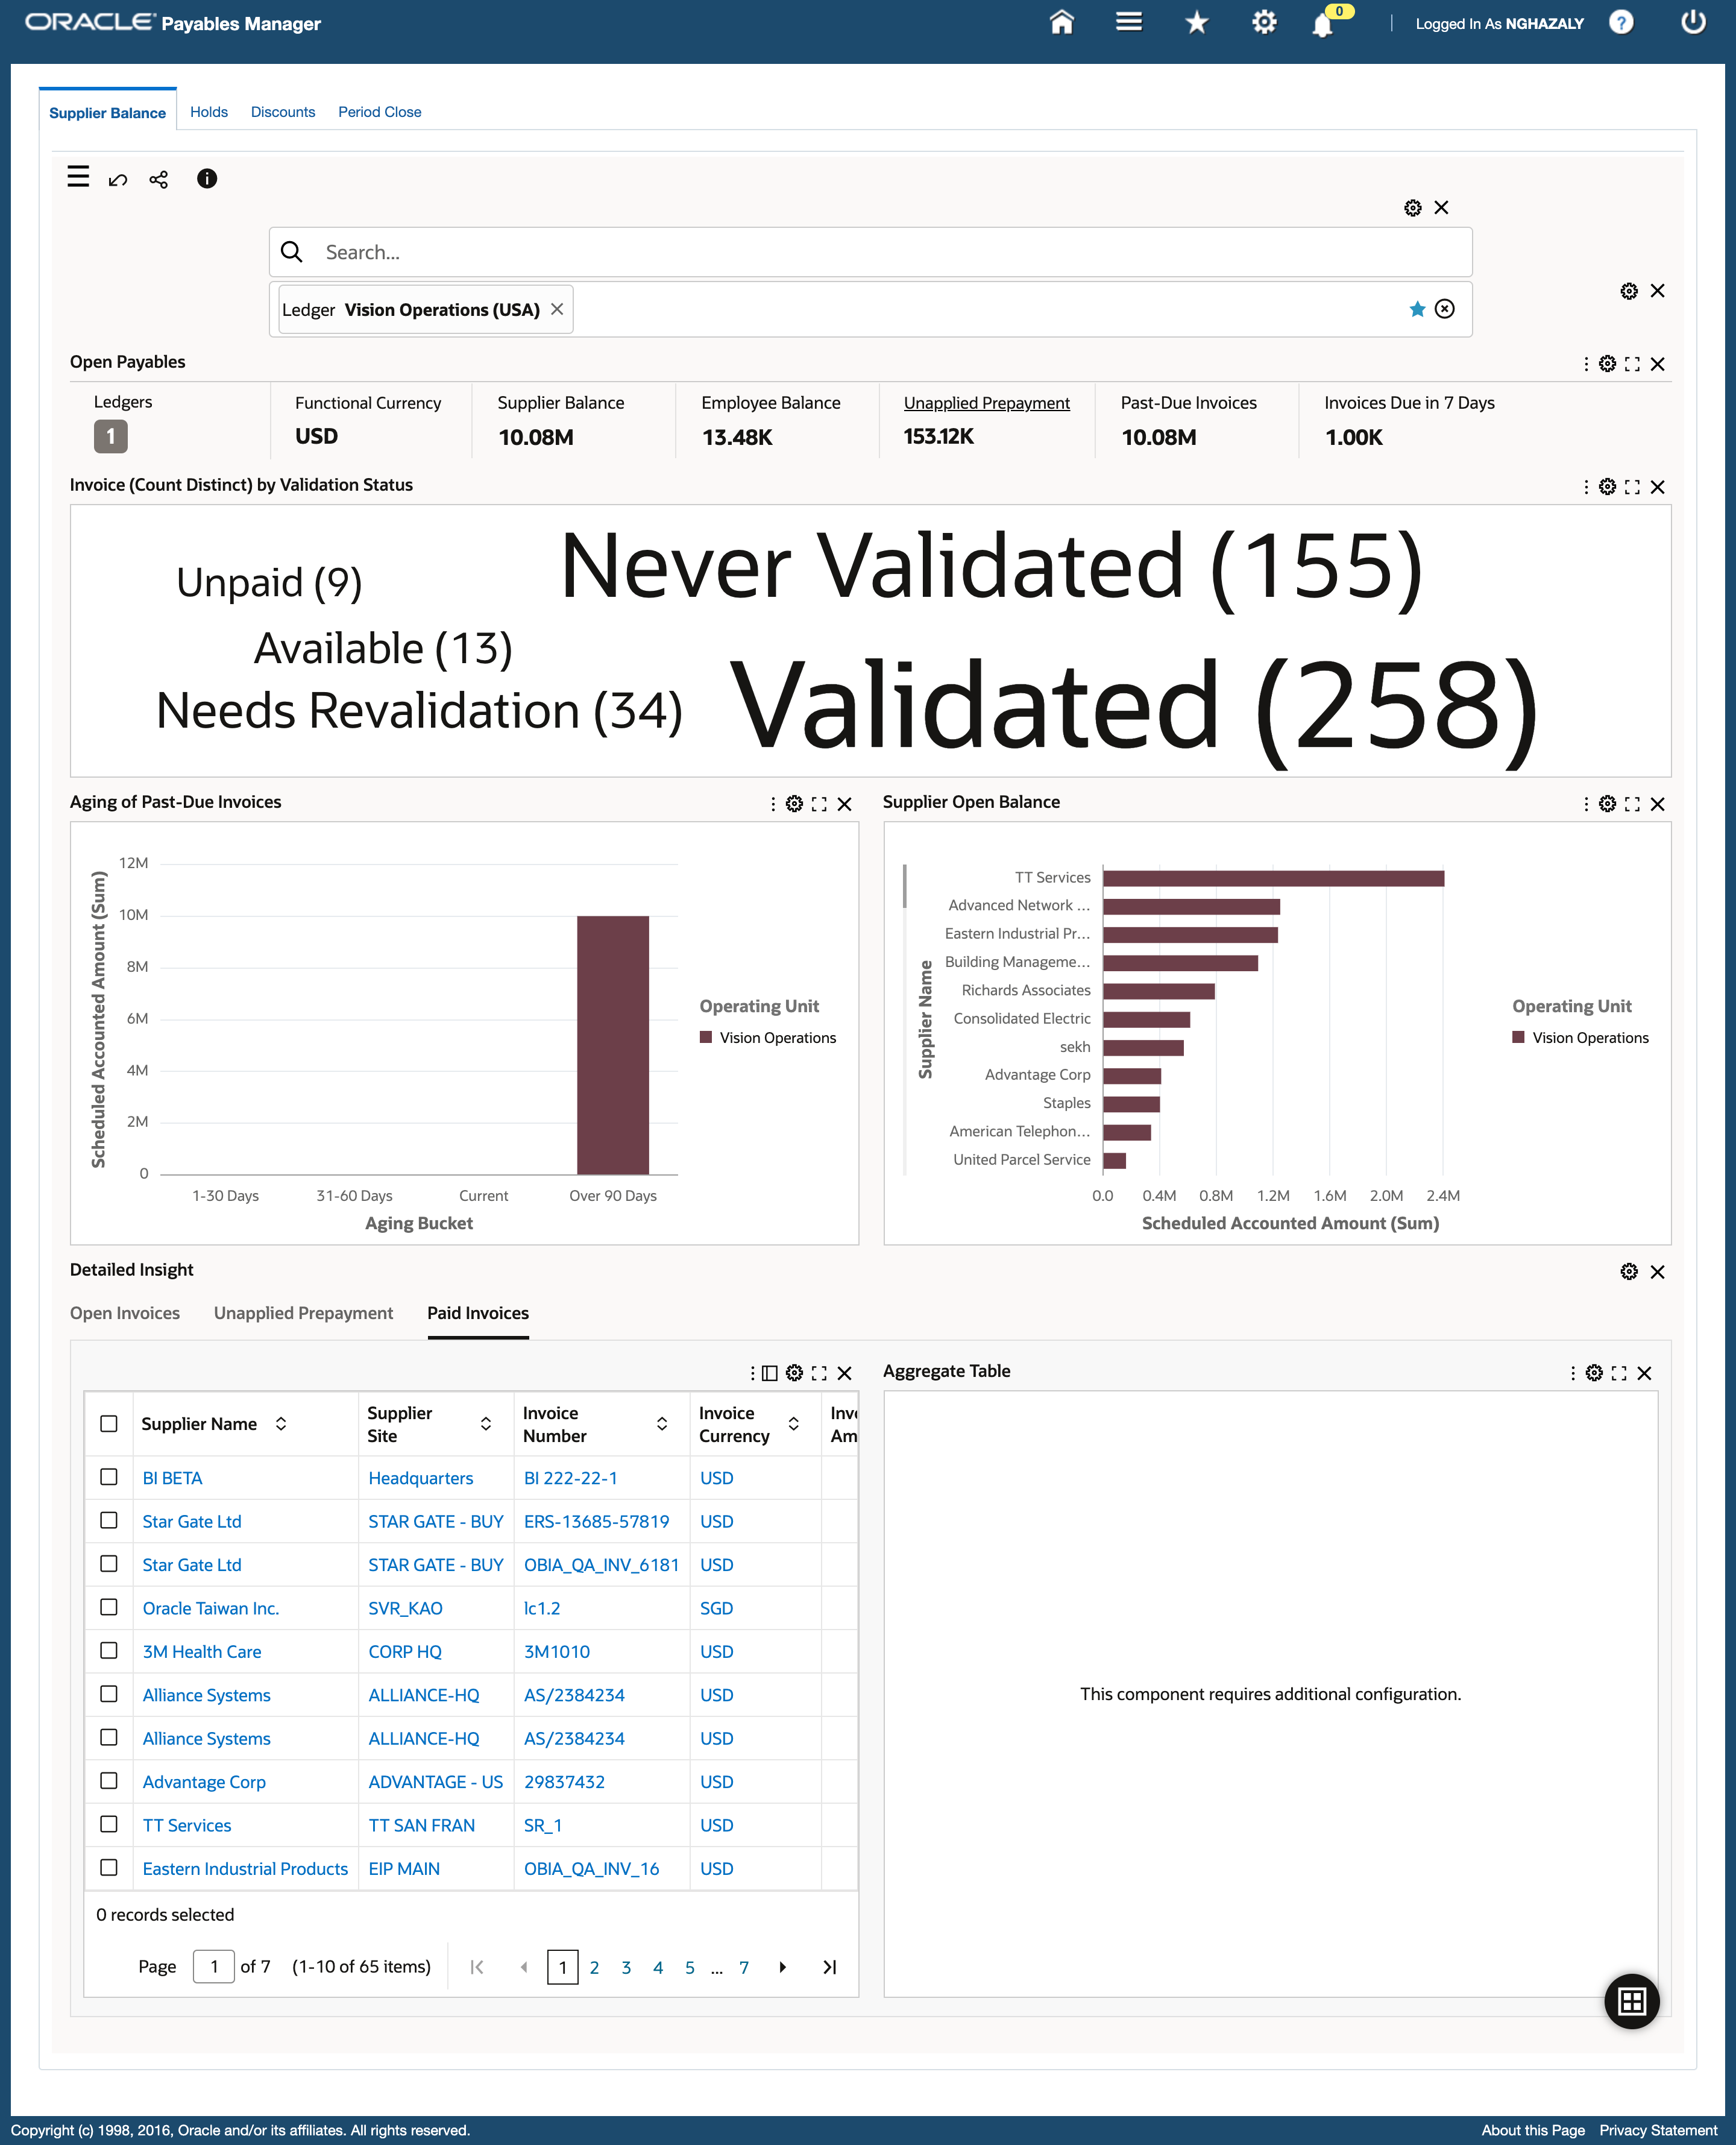 ORACLE Payables Manager
0
Logged In As NGHAZALY
Supplier Balance Holds Discounts Period Close
Search...
Ledger Vision Operations (USA)
Open Payables
Ledgers Functional Currency Supplier Balance Employee Balance Unapplied Prepayment Past-Due Invoices Invoices Due in 7 Days
1 USD 10.08M 13.48K 153.12K 10.08M 1.00K
Invoice (Count Distinct) by Validation Status
Never Validated (155)
Unpaid (9)
Available (13)
Validated (258)
Needs Revalidation (34)
Aging of Past-Due Invoices
12M
10M
8M
6M
4M
2M
0
Scheduled Accounted Amount (Sum)
1-30 Days 31-60 Days Current Over 90 Days
Aging Bucket
Operating Unit
Vision Operations
Supplier Open Balance
Supplier Name
TT Services
Advanced Network ...
Eastern Industrial Pr...
Building Manageme...
Richards Associates
Consolidated Electric
sekh
Advantage Corp
Staples
American Telephon...
United Parcel Service
0.0 0.4M 0.8M 1.2M 1.6M 2.0M 2.4M
Scheduled Accounted Amount (Sum)
Operating Unit
Vision Operations
Detailed Insight
Open Invoices Unapplied Prepayment Paid Invoices
Supplier Name Supplier Site Invoice Number Invoice Currency
BI BETA Headquarters BI 222-22-1 USD
Star Gate Ltd STAR GATE - BUY ERS-13685-57819 USD
Star Gate Ltd STAR GATE - BUY OBIA_QA_INV_6181 USD
Oracle Taiwan Inc. SVR_KAO lc1.2 SGD
3M Health Care CORP HQ 3M1010 USD
Alliance Systems ALLIANCE-HQ AS/2384234 USD
Alliance Systems ALLIANCE-HQ AS/2384234 USD
Advantage Corp ADVANTAGE - US 29837432 USD
TT Services TT SAN FRAN SR_1 USD
Eastern Industrial Products EIP MAIN OBIA_QA_INV_16 USD
0 records selected
Page 1 of 7 (1-10 of 65 items) 1 2 3 4 5 ... 7
Aggregate Table
This component requires additional configuration.
Copyright (c) 1998, 2016, Oracle and/or its affiliates. All rights reserved.
About this Page Privacy Statement